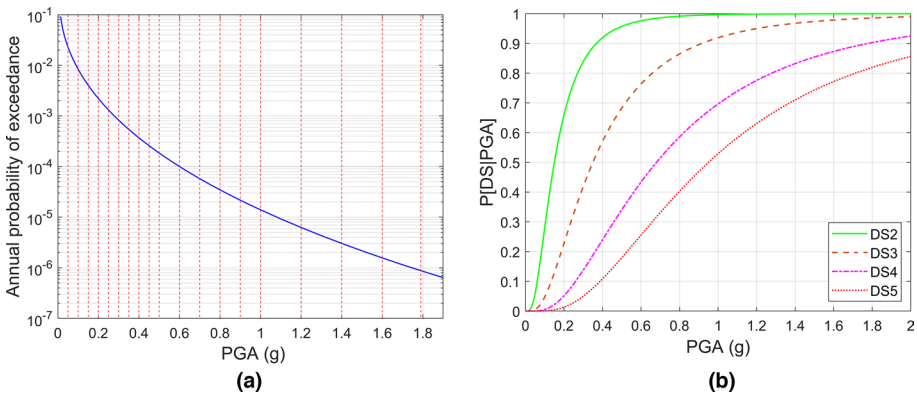 10^-1
10^-2
10^-3
10^-4
10^-5
10^-6
10^-7
Annual probability of exceedance
0 0.2 0.4 0.6 0.8 1 1.2 1.4 1.6 1.8
PGA (g)
(a)
1
0.9
0.8
0.7
0.6
0.5
0.4
0.3
0.2
0.1
0
P[DS|PGA]
DS2
DS3
DS4
DS5
0 0.2 0.4 0.6 0.8 1 1.2 1.4 1.6 1.8 2
PGA (g)
(b)